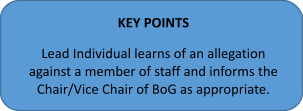 KEY POINTS
Lead Individual learns of an allegation
against a member of staff and informs the
Chair/Vice Chair of BoG as appropriate.